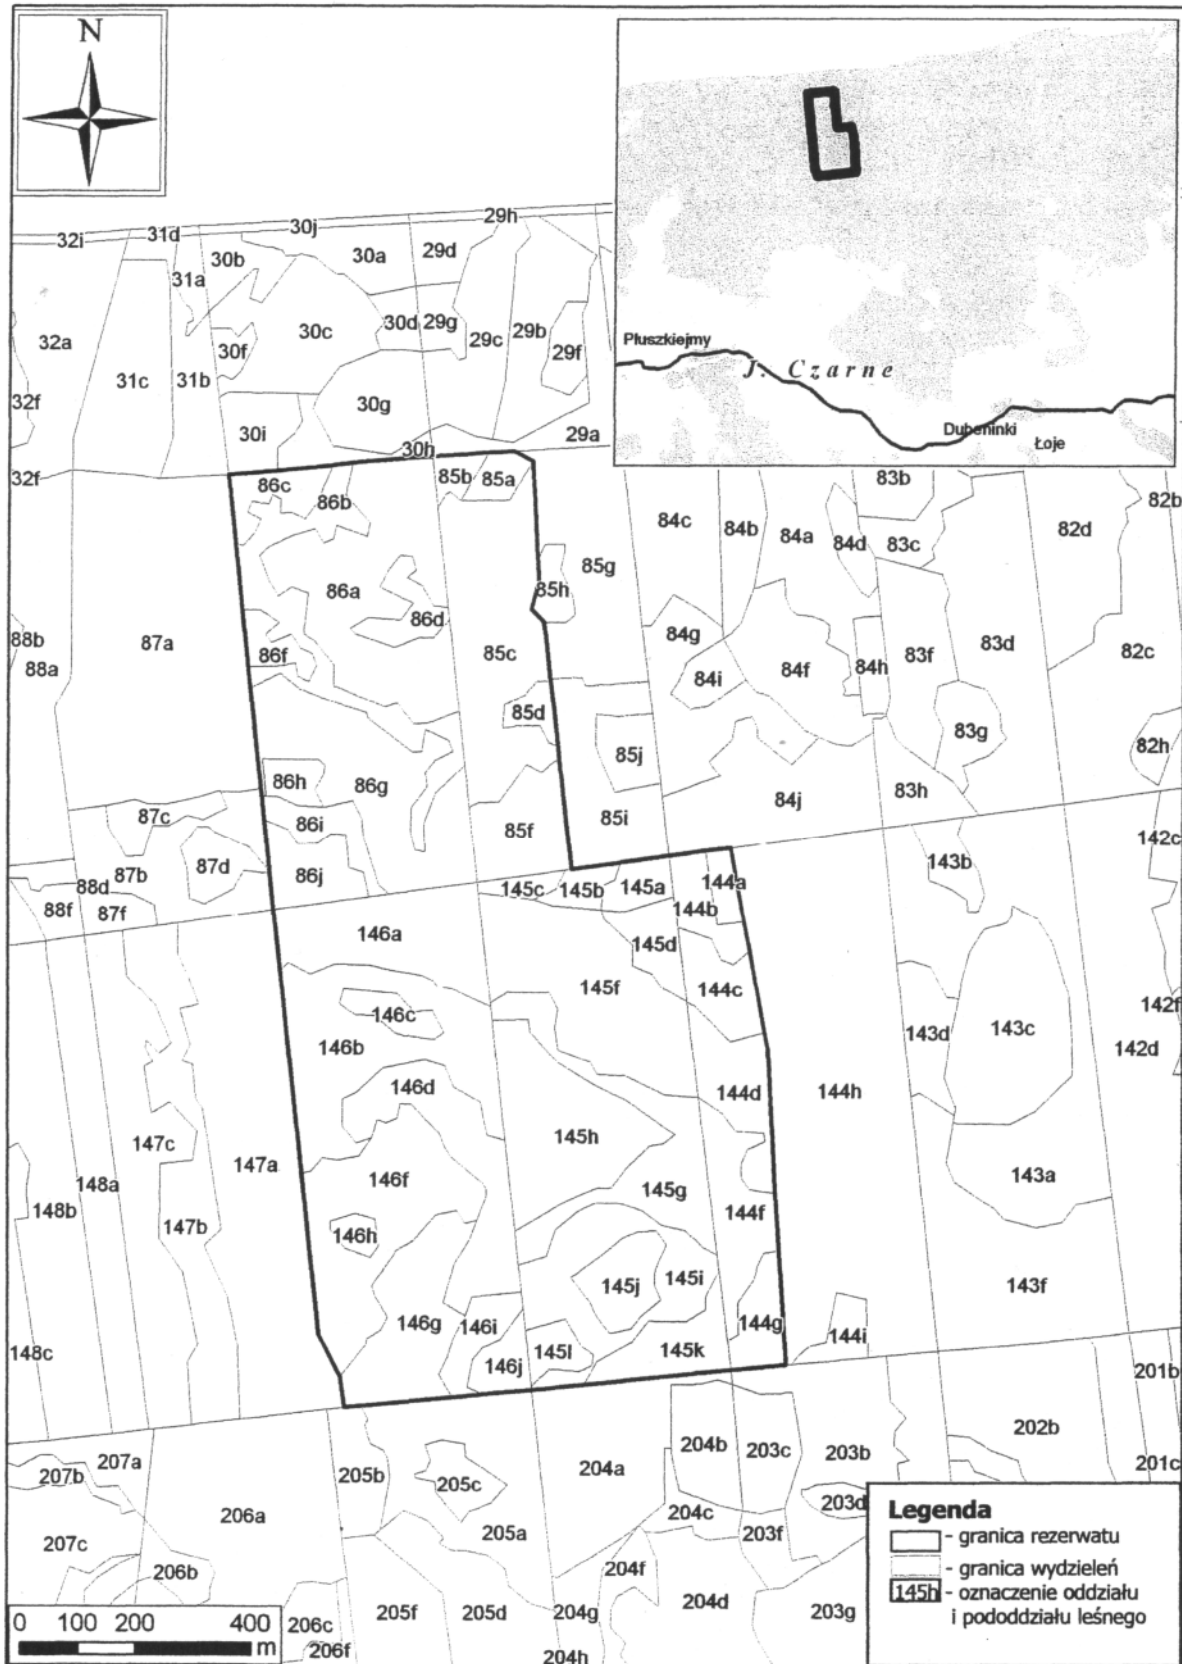 N
Pluszkiejmy
J. Czarne
Dubeninki
Łoje
32i 31d 30j 29h
30b 30a 29d
31a
32a 30c 30d 29g 29c 29b 29f
30f
31c 31b
32f 30g
30i 29a
30h
32f 86c 85b 85a 83b 82b
86b 84c 84b 84a 84d 83c 82d
85g
86a 85h
86d
88b 87a 86f 85c 84g 84f 84h 83f 83d 82c
88a 84i
85d 83g
85j 82h
86h 86g 84j 83h
87c 86i 85f 85i
142c
87b 87d 86j 143b
88d 145c 145b 145a 144a
88f 87f 144b
146a 145d
145f 144c
146c 142f
146b 143d 143c 142d
146d 144d 144h
147c 145h
148a 147a 146f 145g 143a
148b 147b 146h 144f
145j 145i 143f
148c 146g 146i 144g 144i
146j 145l 145k
201b
207a 205b 204b 203c 203b 202b
207b 205c 204a 201c
206a 204c 203d
207c 205a 203f
206b 204f
205f 205d 204g 204d 203g
206c
206f 204h
Legenda
- granica rezerwatu
- granica wydzieleń
145h - oznaczenie oddziału
i pododdziału leśnego
0 100 200 400
m